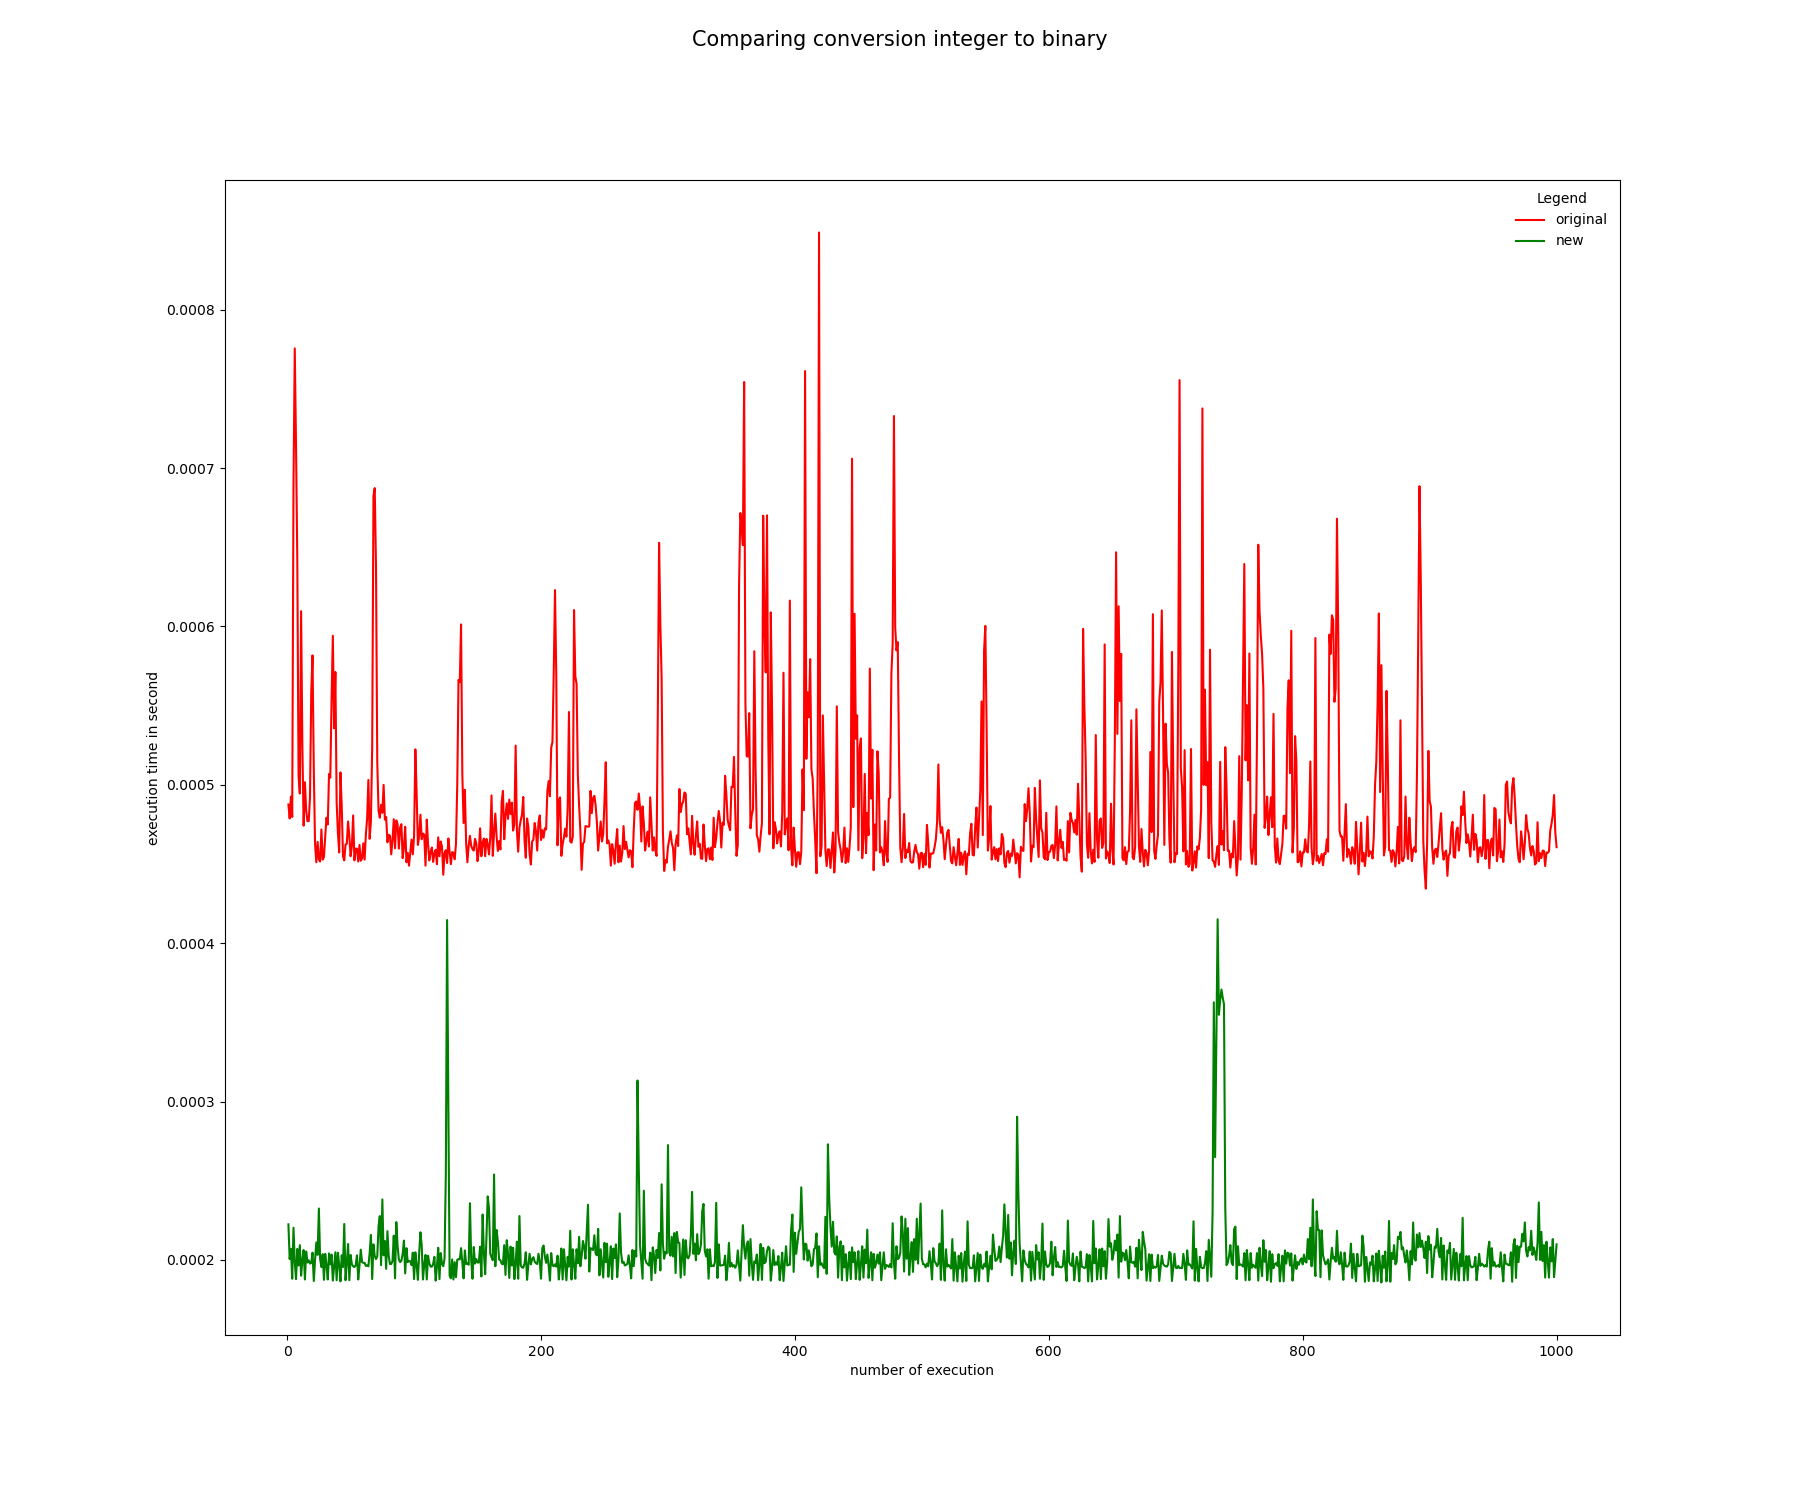 Comparing conversion integer to binary
Legend
original
new
0.0008
0.0007
0.0006
0.0005
0.0004
0.0003
0.0002
execution time in second
0
200
400
600
800
1000
number of execution